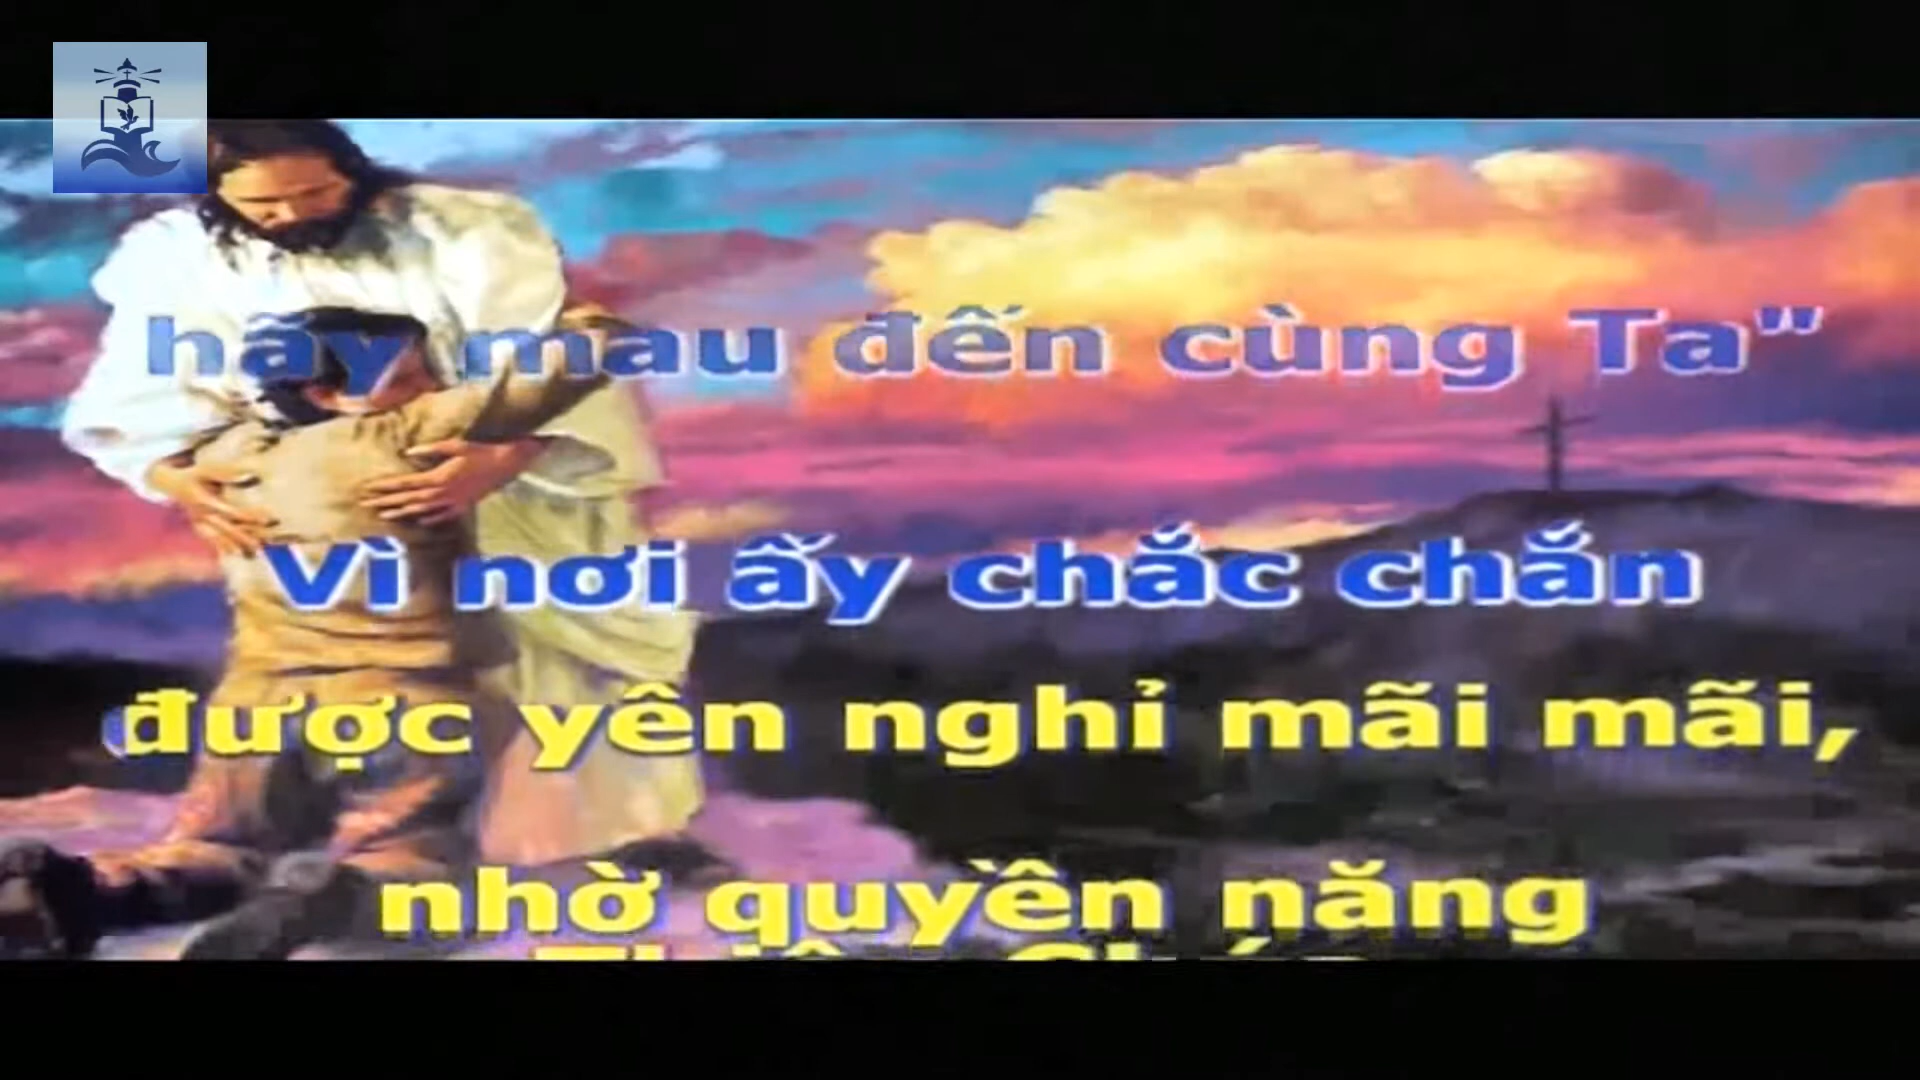 hãy mau đến cùng Ta"
Vì nơi ấy chắc chắn
được yên nghỉ mãi mãi,
nhờ quyền năng